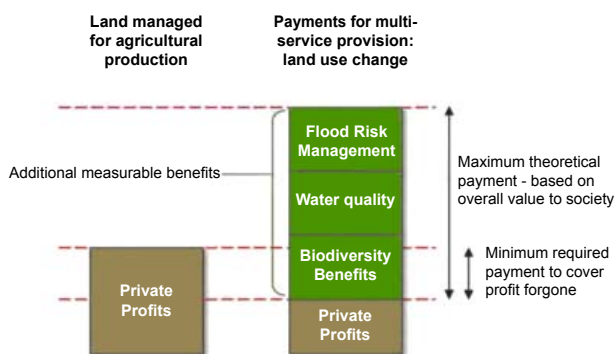 Land managed
for agricultural
production
Payments for multi-
service provision:
land use change
Flood Risk
Management
Additional measurable benefits
Water quality
Maximum theoretical
payment - based on
overall value to society
Biodiversity
Benefits
Minimum required
payment to cover
profit forgone
Private
Profits
Private
Profits